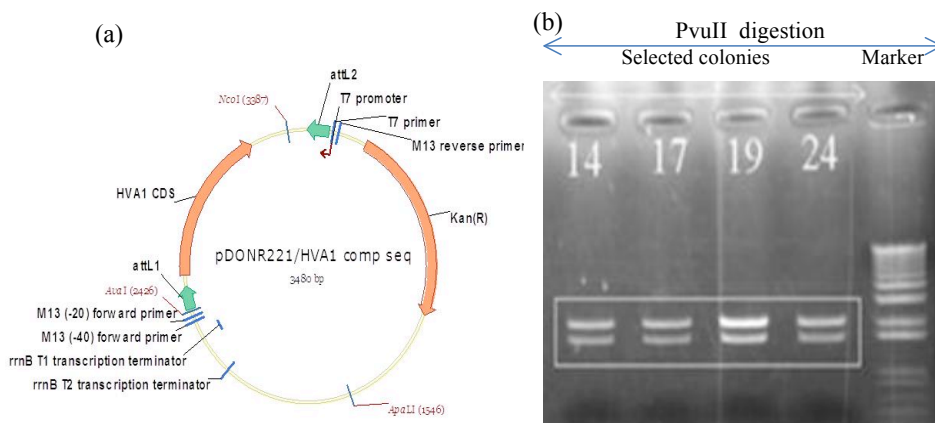 (a)
attL2
T7 promoter
NcoI (3387)
T7 primer
M13 reverse primer
HVA1 CDS
Kan(R)
pDONR221/HVA1 comp seq
3480 bp
attL1
AvaI (2426)
M13 (-20) forward primer
M13 (-40) forward primer
rrnB T1 transcription terminator
rrnB T2 transcription terminator
ApaLI (1546)
(b)
PvuII digestion
Selected colonies Marker
14 17 19 24